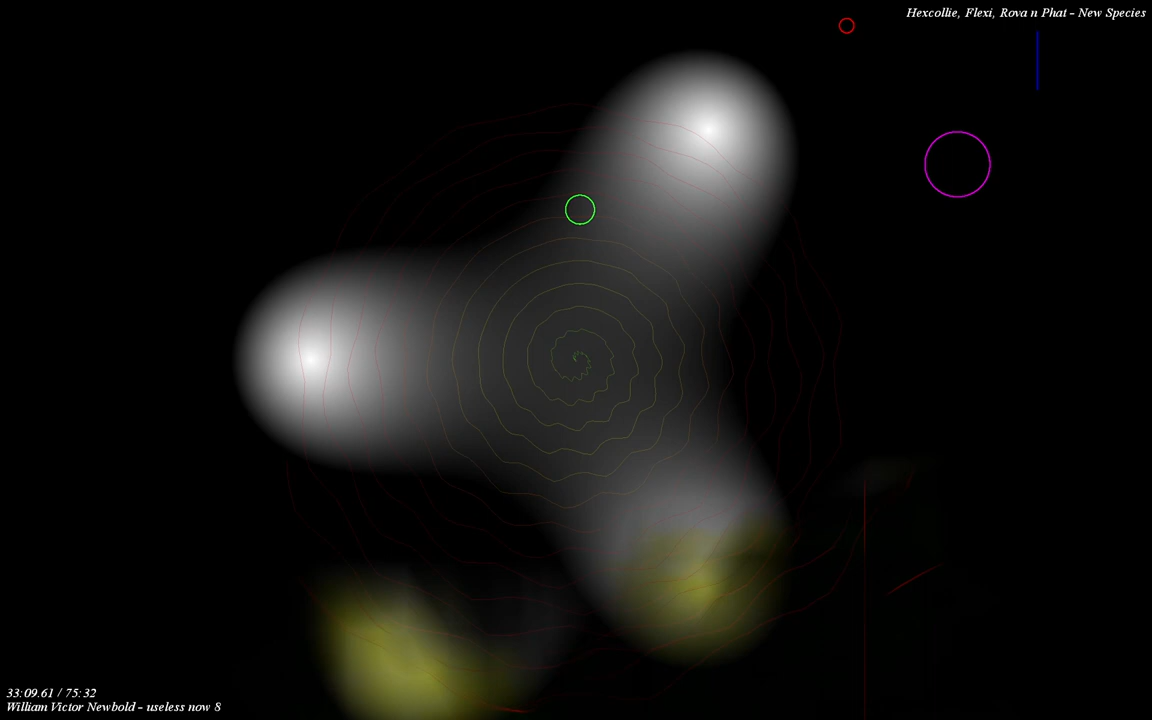 Hexcollie, Flexi, Rova n Phat - New Species
33:09.61 / 75:32
William Victor Newbold - useless now 8